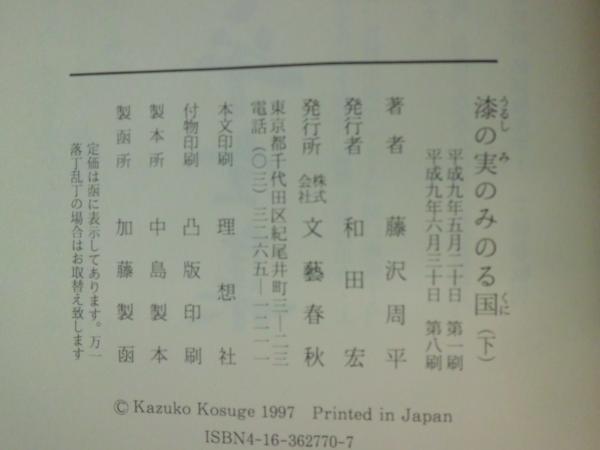 漆の実のみのる国(下)
うるし み くに
平成九年五月二十日 第一刷
平成九年六月三十日 第八刷
著者 藤沢周平
発行者 和田宏
発行所 株式会社 文藝春秋
東京都千代田区紀尾井町三―二三
電話(〇三)三二六五―一二一一
本文印刷 理想社
付物印刷 凸版印刷
製本所 中島製本
製函所 加藤製函
定価は函に表示してあります。万一
落丁乱丁の場合はお取替え致します
© Kazuko Kosuge 1997 Printed in Japan
ISBN4-16-362770-7